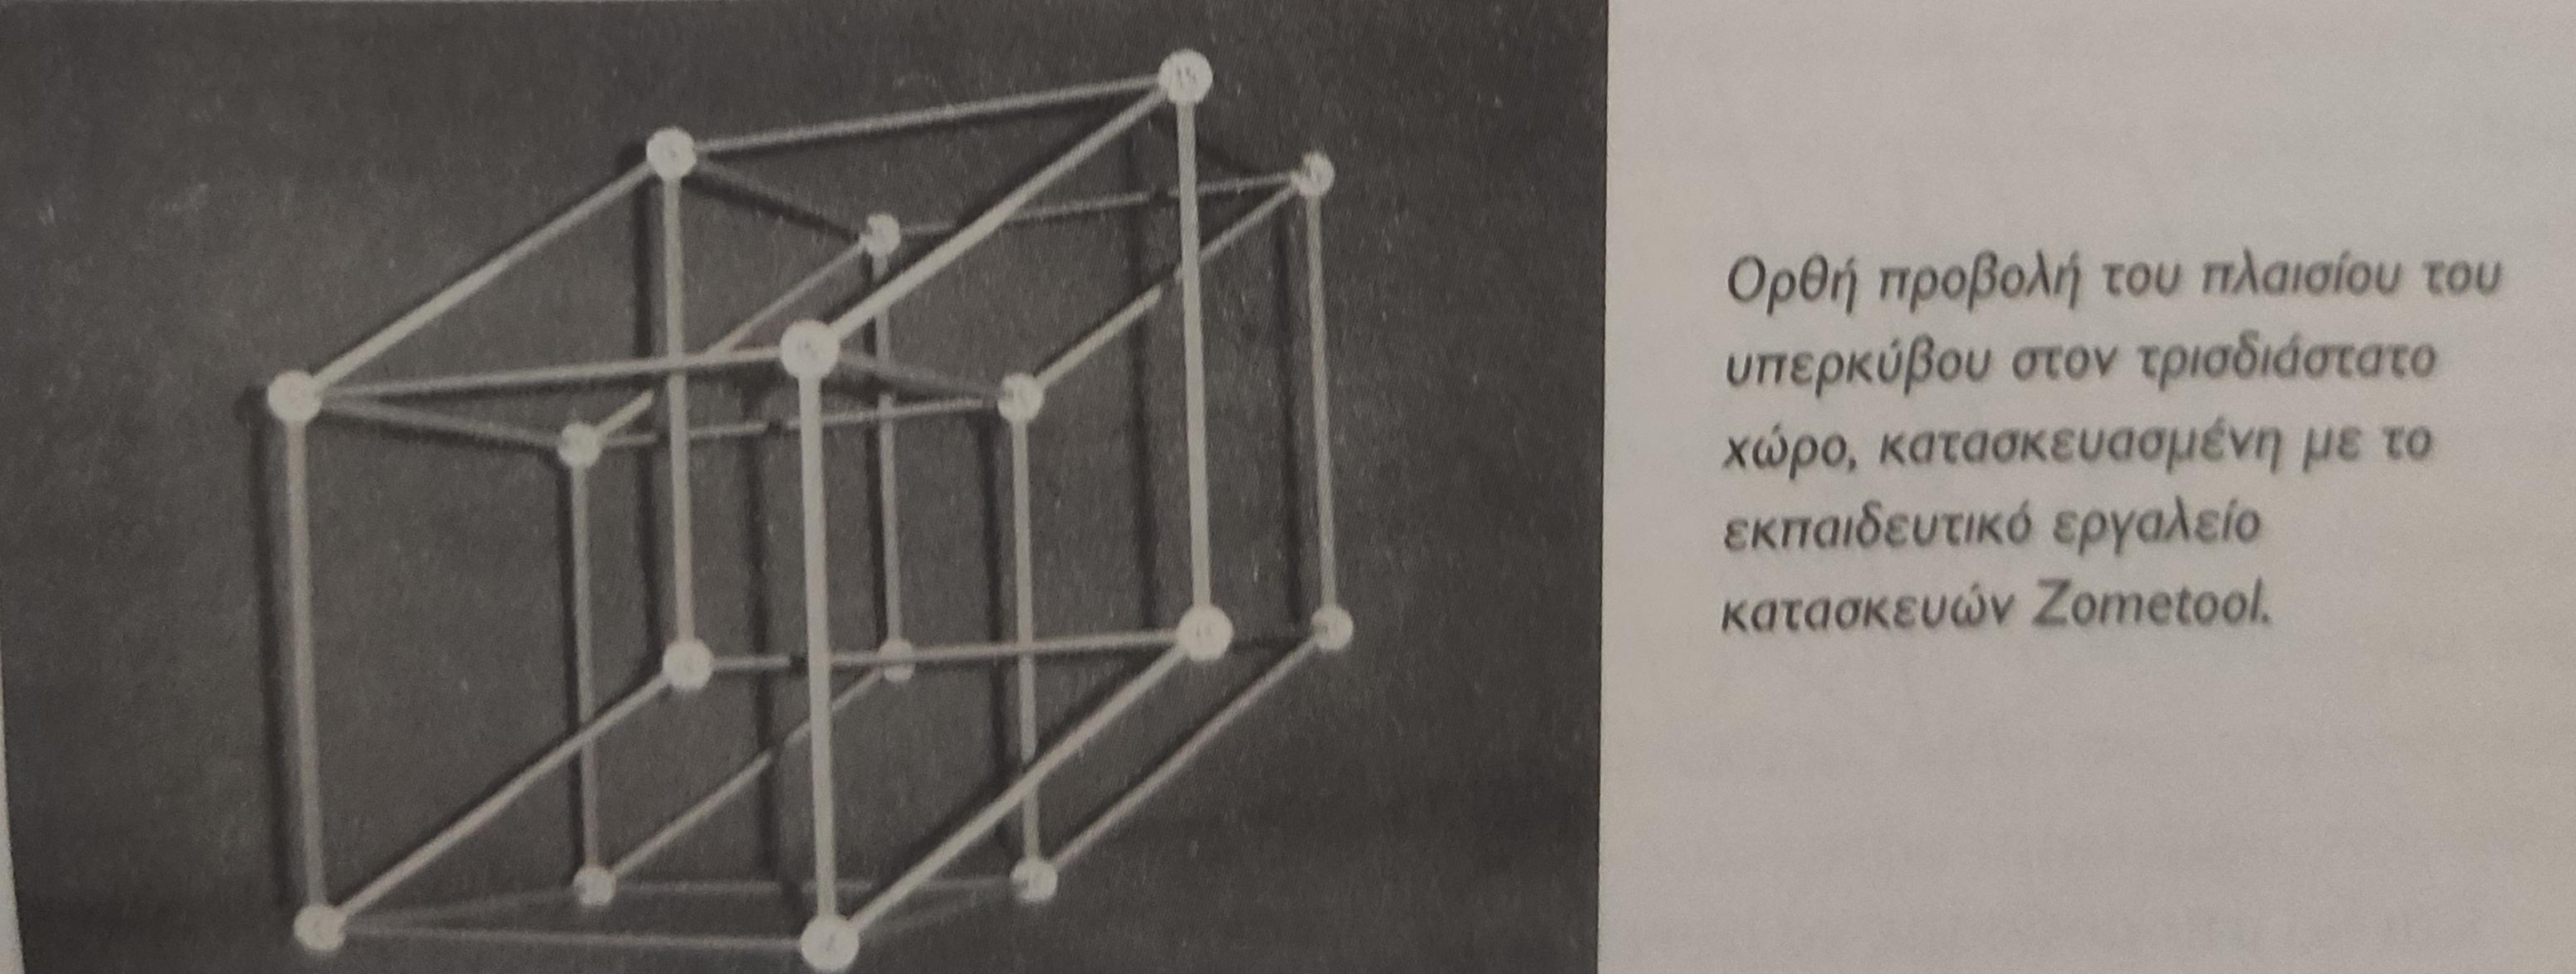 Ορθή προβολή του πλαισίου του
υπερκύβου στον τρισδιάστατο
χώρο, κατασκευασμένη με το
εκπαιδευτικό εργαλείο
κατασκευών Zometool.